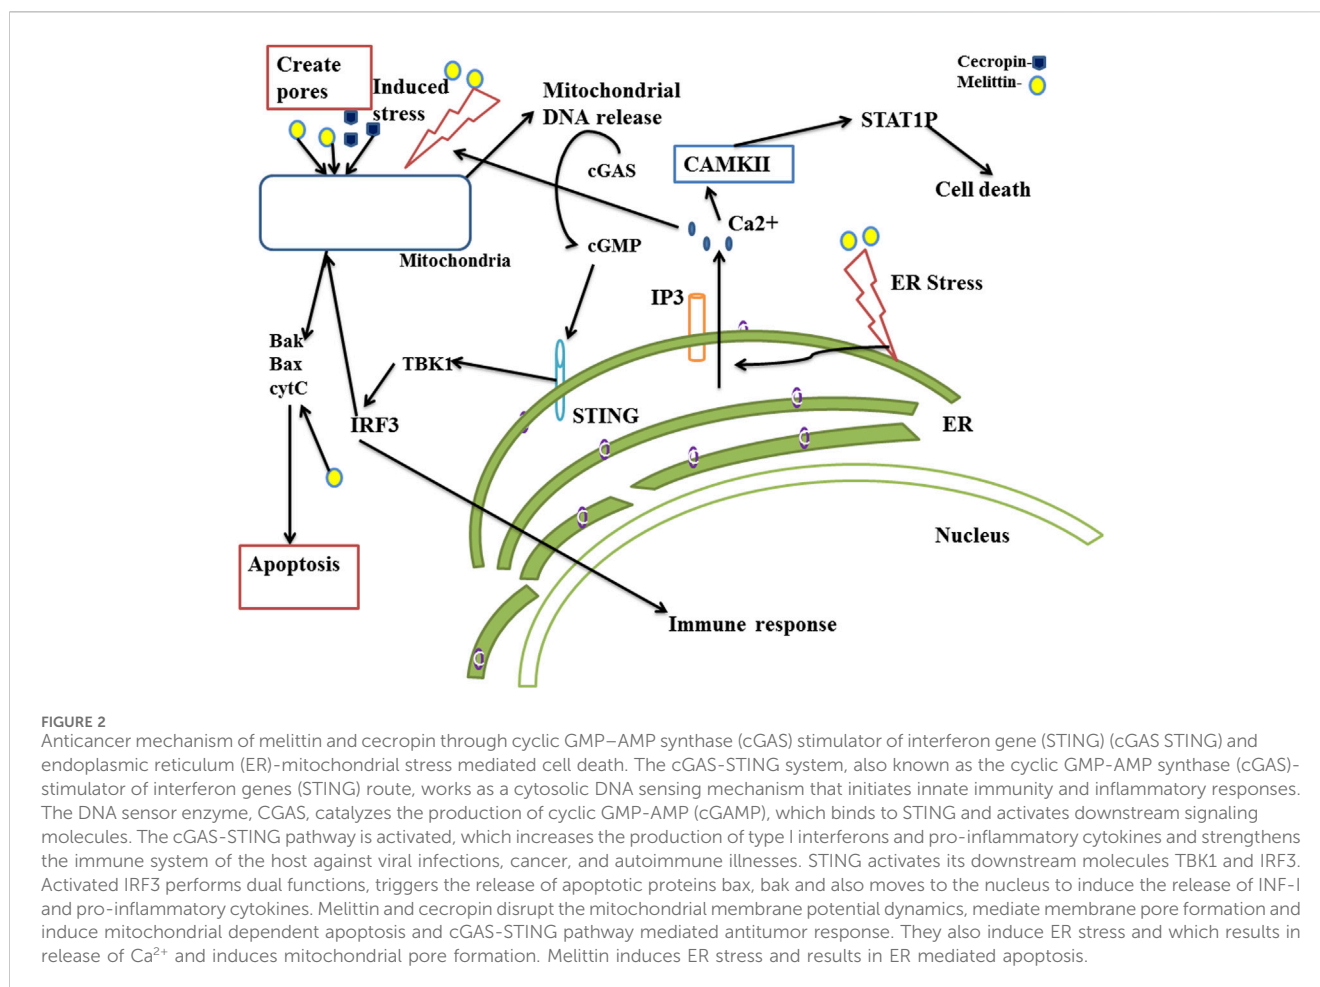 Create
pores
Induced
stress
Mitochondrial
DNA release
cGAS
cGMP
Mitochondria
Cecropin-
Melittin-
STAT1P
CAMKII
Cell death
Ca2+
IP3
ER Stress
Bak
Bax
cytC
TBK1
IRF3
STING
ER
Nucleus
Apoptosis
Immune response
C
C
C
C
C
C
C
C
FIGURE 2
Anticancer mechanism of melittin and cecropin through cyclic GMP–AMP synthase (cGAS) stimulator of interferon gene (STING) (cGAS STING) and
endoplasmic reticulum (ER)-mitochondrial stress mediated cell death. The cGAS-STING system, also known as the cyclic GMP-AMP synthase (cGAS)-
stimulator of interferon genes (STING) route, works as a cytosolic DNA sensing mechanism that initiates innate immunity and inflammatory responses.
The DNA sensor enzyme, CGAS, catalyzes the production of cyclic GMP-AMP (cGAMP), which binds to STING and activates downstream signaling
molecules. The cGAS-STING pathway is activated, which increases the production of type I interferons and pro-inflammatory cytokines and strengthens
the immune system of the host against viral infections, cancer, and autoimmune illnesses. STING activates its downstream molecules TBK1 and IRF3.
Activated IRF3 performs dual functions, triggers the release of apoptotic proteins bax, bak and also moves to the nucleus to induce the release of INF-I
and pro-inflammatory cytokines. Melittin and cecropin disrupt the mitochondrial membrane potential dynamics, mediate membrane pore formation and
induce mitochondrial dependent apoptosis and cGAS-STING pathway mediated antitumor response. They also induce ER stress and which results in
release of Ca²⁺ and induces mitochondrial pore formation. Melittin induces ER stress and results in ER mediated apoptosis.